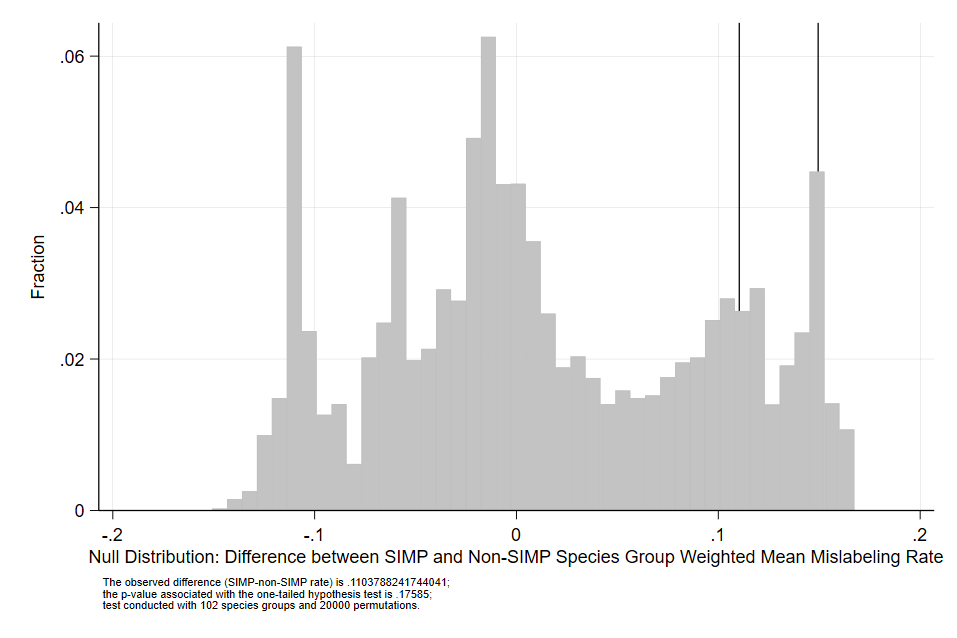 .06
.04
.02
0
Fraction
-.2
-.1
0
.1
.2
Null Distribution: Difference between SIMP and Non-SIMP Species Group Weighted Mean Mislabeling Rate
The observed difference (SIMP-non-SIMP rate) is .1103788241744041;
the p-value associated with the one-tailed hypothesis test is .17585;
test conducted with 102 species groups and 20000 permutations.